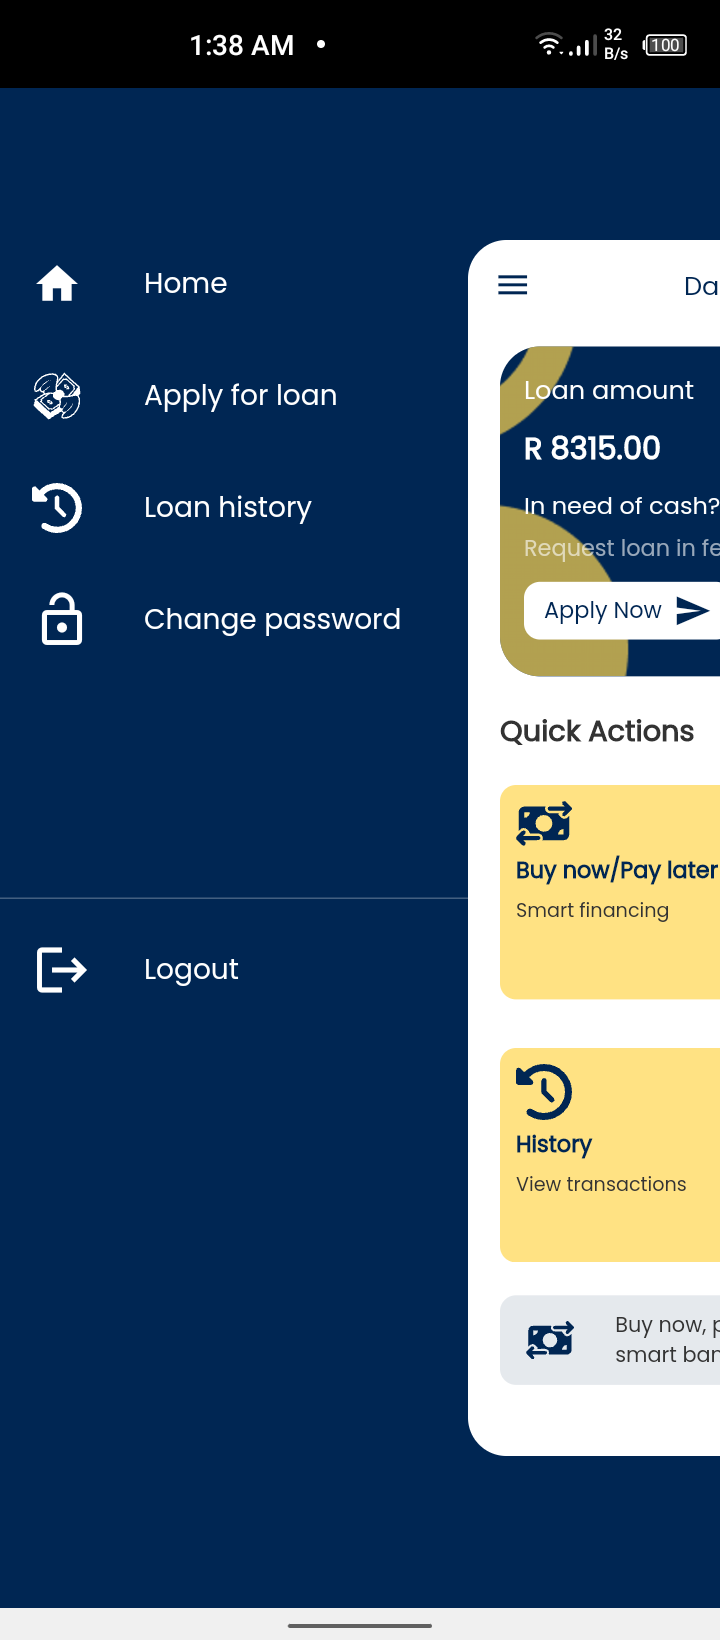 1:38 AM
32
B/s
100
Home
Apply for loan
Loan history
Change password
Logout
Da
Loan amount
R 8315.00
In need of cash?
Request loan in fe
Apply Now
Quick Actions
Buy now/Pay later
Smart financing
History
View transactions
Buy now, p
smart ban